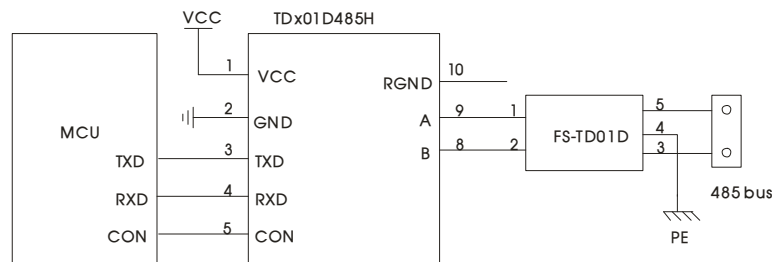 VCC
TDx01D485H
MCU
TXD
RXD
CON
1
2
3
4
5
VCC
GND
TXD
RXD
CON
RGND
A
B
10
9
8
1
2
FS-TD01D
5
4
3
485 bus
PE